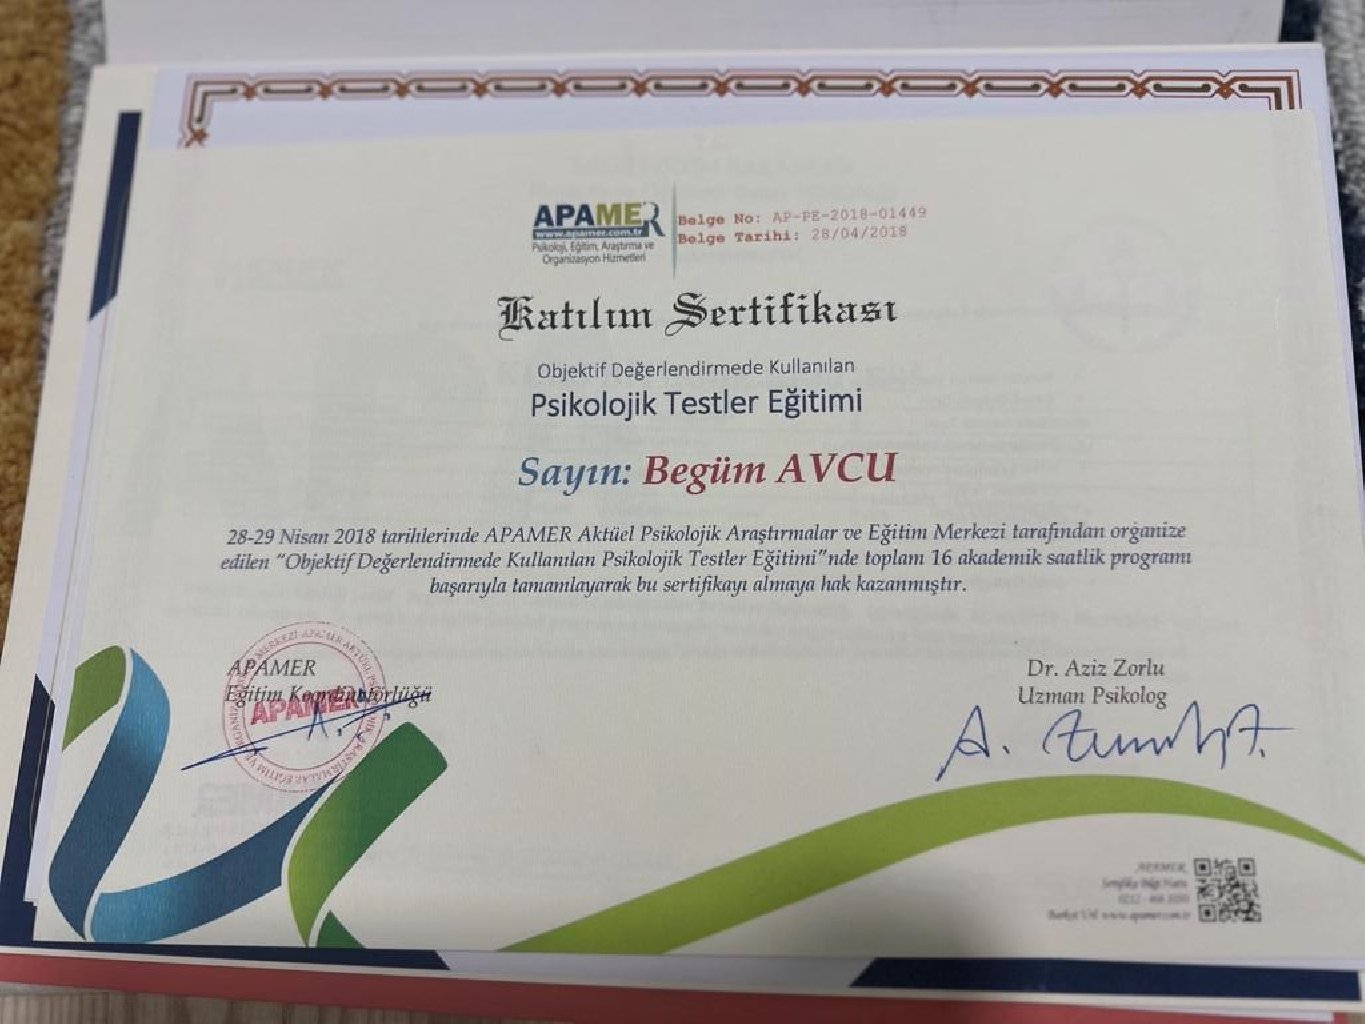 APAMER
www.apamer.com.tr
Psikoloji, Eğitim, Araştırma ve
Organizasyon Hizmetleri
Belge No: AP-PE-2018-01449
Belge Tarihi: 28/04/2018
Katılım Sertifikası
Objektif Değerlendirmede Kullanılan
Psikolojik Testler Eğitimi
Sayın: Begüm AVCU
28-29 Nisan 2018 tarihlerinde APAMER Aktüel Psikolojik Araştırmalar ve Eğitim Merkezi tarafından organize
edilen "Objektif Değerlendirmede Kullanılan Psikolojik Testler Eğitimi"nde toplam 16 akademik saatlik programı
başarıyla tamamlayarak bu sertifikayı almaya hak kazanmıştır.
APAMER
Eğitim Koordinatörlüğü
APAMER
Dr. Aziz Zorlu
Uzman Psikolog
APAMER